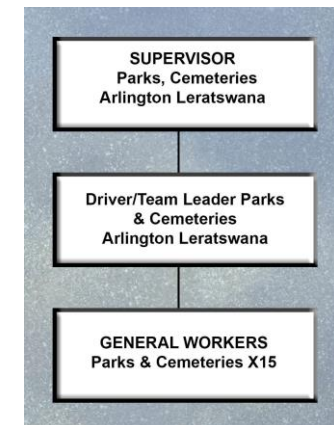 SUPERVISOR
Parks, Cemeteries
Arlington Leratswana
Driver/Team Leader Parks
& Cemeteries
Arlington Leratswana
GENERAL WORKERS
Parks & Cemeteries X15